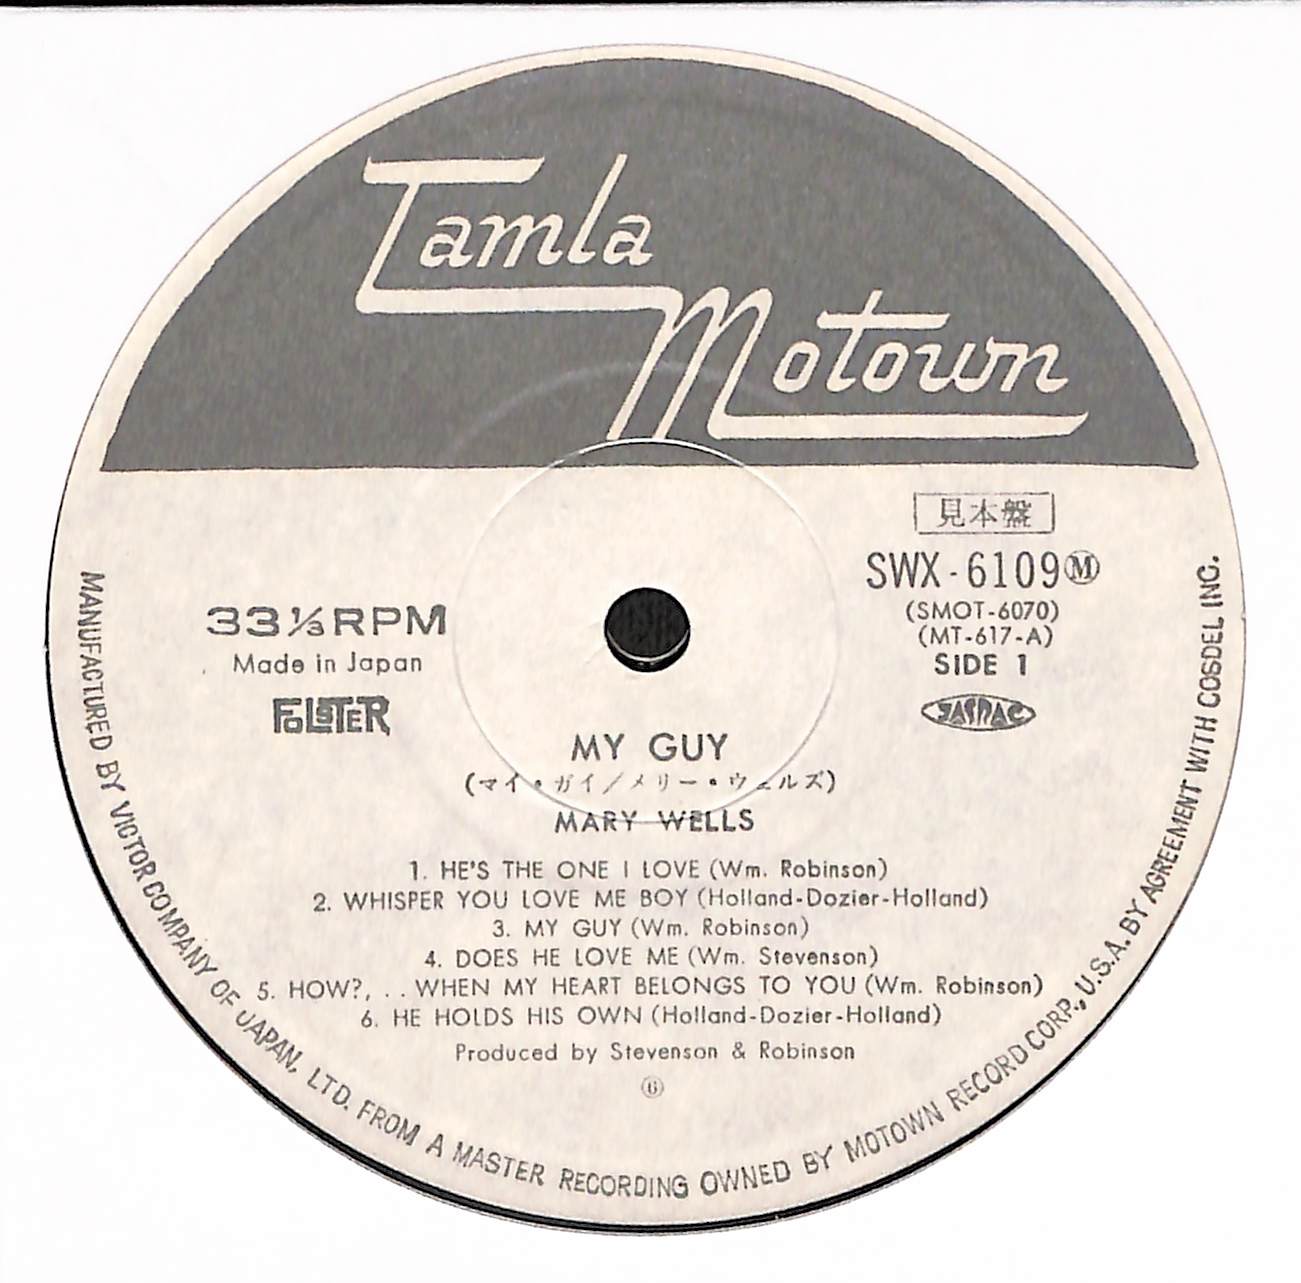 Tamla
Motown
見本盤
SWX-6109Ⓜ
(SMOT-6070)
(MT-617-A)
SIDE 1
JASRAC
33⅓RPM
Made in Japan
FOLSTER
MY GUY
(マイ・ガイ/メリー・ウェルズ)
MARY WELLS
1. HE'S THE ONE I LOVE (Wm. Robinson)
2. WHISPER YOU LOVE ME BOY (Holland-Dozier-Holland)
3. MY GUY (Wm. Robinson)
4. DOES HE LOVE ME (Wm. Stevenson)
5. HOW?, . . WHEN MY HEART BELONGS TO YOU (Wm. Robinson)
6. HE HOLDS HIS OWN (Holland-Dozier-Holland)
Produced by Stevenson & Robinson
⑥
MANUFACTURED BY VICTOR COMPANY OF JAPAN, LTD. FROM A MASTER RECORDING OWNED BY MOTOWN RECORD CORP., U.S.A. BY AGREEMENT WITH COSDEL INC.